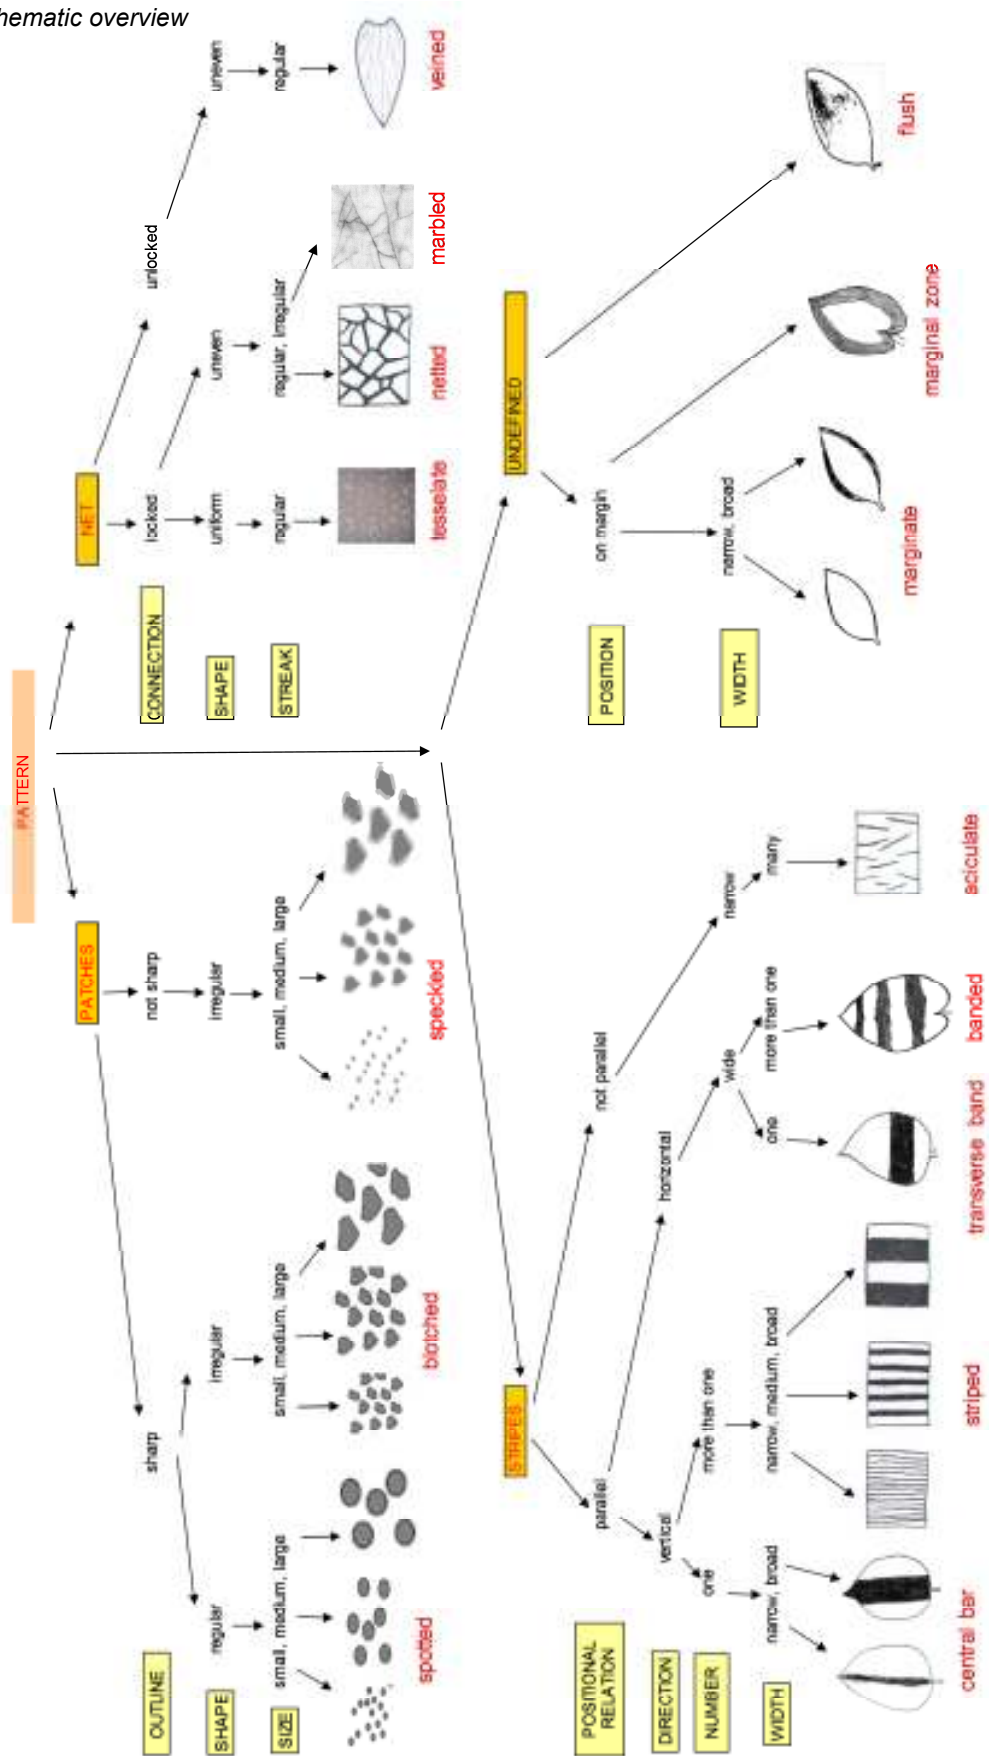 hematic overview
PATTERN
PATCHES
NET
OUTLINE
sharp
not sharp
CONNECTION
locked
unlocked
SHAPE
regular
irregular
irregular
SHAPE
uniform
uneven
uneven
SIZE
small, medium, large
small, medium, large
small, medium, large
STREAK
regular
regular, irregular
regular
spotted
blotched
speckled
tesselate
netted
marbled
veined
STRIPES
UNDEFINED
POSITIONAL
RELATION
parallel
not parallel
POSITION
on margin
DIRECTION
vertical
horizontal
NUMBER
one
more than one
wide
narrow
WIDTH
narrow, broad
WIDTH
narrow, broad
narrow, medium, broad
one
more than one
many
central bar
striped
transverse band
banded
aciculate
marginate
marginal zone
flush